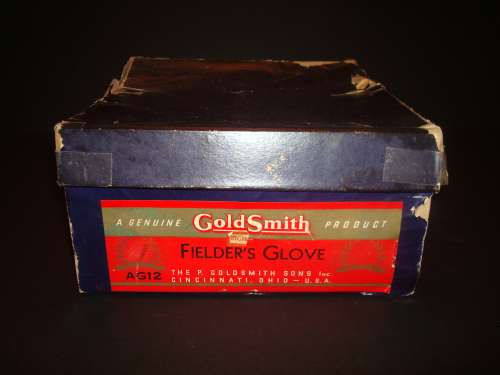 A GENUINE GoldSmith PRODUCT
FIELDER'S GLOVE
AG12
THE P. GOLDSMITH SONS Inc.
CINCINNATI, OHIO - U.S.A.